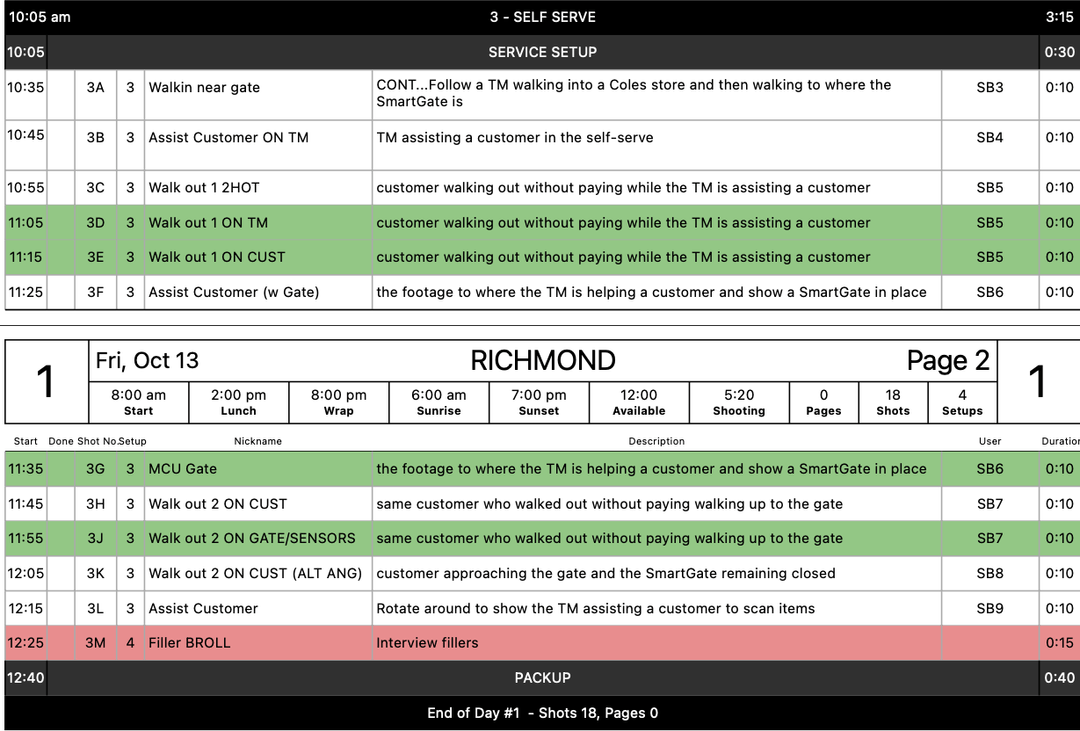 10:05 am 3 - SELF SERVE 3:15
10:05 SERVICE SETUP 0:30
10:35 3A 3 Walkin near gate CONT...Follow a TM walking into a Coles store and then walking to where the SB3 0:10
SmartGate is
10:45 3B 3 Assist Customer ON TM TM assisting a customer in the self-serve SB4 0:10
10:55 3C 3 Walk out 1 2HOT customer walking out without paying while the TM is assisting a customer SB5 0:10
11:05 3D 3 Walk out 1 ON TM customer walking out without paying while the TM is assisting a customer SB5 0:10
11:15 3E 3 Walk out 1 ON CUST customer walking out without paying while the TM is assisting a customer SB5 0:10
11:25 3F 3 Assist Customer (w Gate) the footage to where the TM is helping a customer and show a SmartGate in place SB6 0:10
1 Fri, Oct 13 RICHMOND Page 2 1
8:00 am 2:00 pm 8:00 pm 6:00 am 7:00 pm 12:00 5:20 0 18 4
Start Lunch Wrap Sunrise Sunset Available Shooting Pages Shots Setups
Start Done Shot No. Setup Nickname Description User Duration
11:35 3G 3 MCU Gate the footage to where the TM is helping a customer and show a SmartGate in place SB6 0:10
11:45 3H 3 Walk out 2 ON CUST same customer who walked out without paying walking up to the gate SB7 0:10
11:55 3J 3 Walk out 2 ON GATE/SENSORS same customer who walked out without paying walking up to the gate SB7 0:10
12:05 3K 3 Walk out 2 ON CUST (ALT ANG) customer approaching the gate and the SmartGate remaining closed SB8 0:10
12:15 3L 3 Assist Customer Rotate around to show the TM assisting a customer to scan items SB9 0:10
12:25 3M 4 Filler BROLL Interview fillers 0:15
12:40 PACKUP 0:40
End of Day #1 - Shots 18, Pages 0